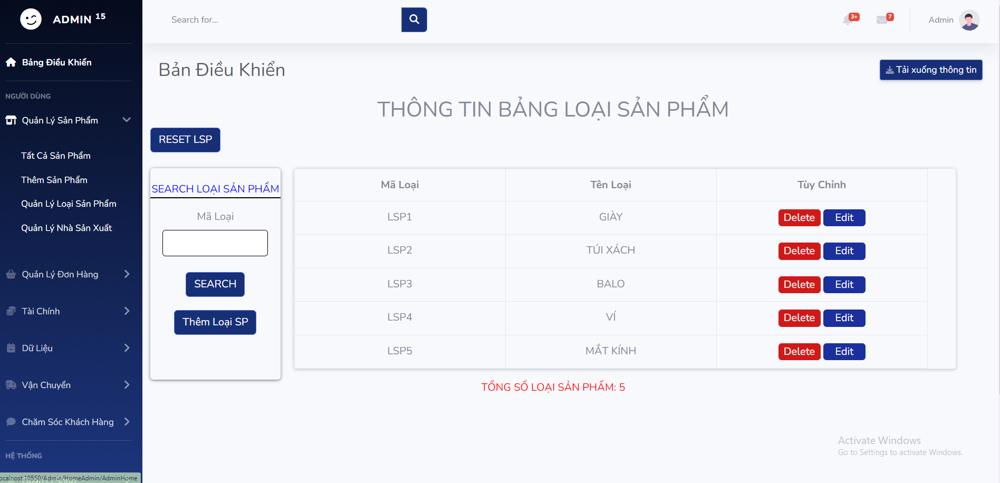 ADMIN 15
Bảng Điều Khiển
NGƯỜI DÙNG
Quản Lý Sản Phẩm
Tất Cả Sản Phẩm
Thêm Sản Phẩm
Quản Lý Loại Sản Phẩm
Quản Lý Nhà Sản Xuất
Quản Lý Đơn Hàng
Tài Chính
Dữ Liệu
Vận Chuyển
Chăm Sóc Khách Hàng
HỆ THỐNG
ocalhost:10550/Admin/HomeAdmin/AdminHome
Search for...
3+
7
Admin
Bản Điều Khiển
Tải xuống thông tin
THÔNG TIN BẢNG LOẠI SẢN PHẨM
RESET LSP
SEARCH LOẠI SẢN PHẨM
Mã Loại
SEARCH
Thêm Loại SP
Mã Loại Tên Loại Tùy Chỉnh
LSP1 GIÀY Delete Edit
LSP2 TÚI XÁCH Delete Edit
LSP3 BALO Delete Edit
LSP4 VÍ Delete Edit
LSP5 MẮT KÍNH Delete Edit
TỔNG SỐ LOẠI SẢN PHẨM: 5
Activate Windows
Go to Settings to activate Windows.